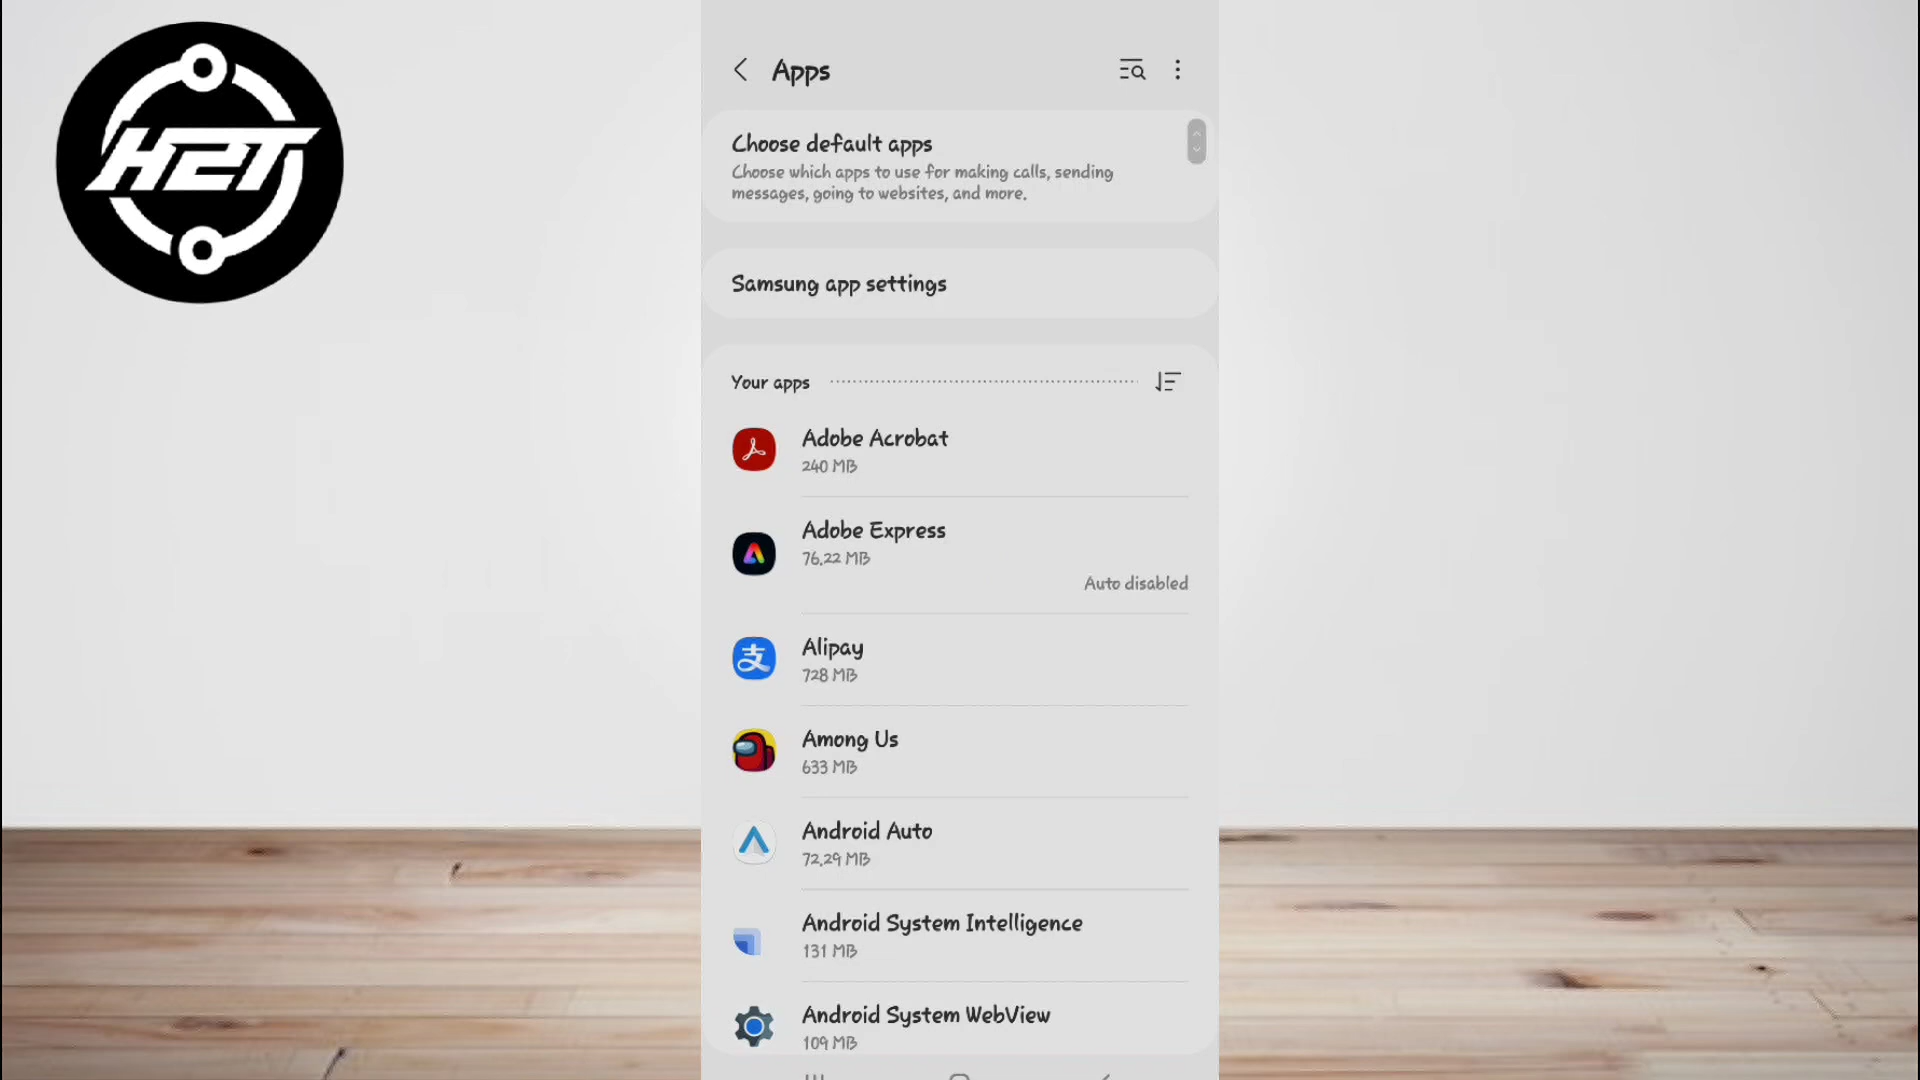 H2T
Apps
Choose default apps
Choose which apps to use for making calls, sending
messages, going to websites, and more.
Samsung app settings
Your apps
Adobe Acrobat
240 MB
Adobe Express
76.22 MB
Auto disabled
支
Alipay
728 MB
Among Us
633 MB
Android Auto
72.29 MB
Android System Intelligence
131 MB
Android System WebView
109 MB